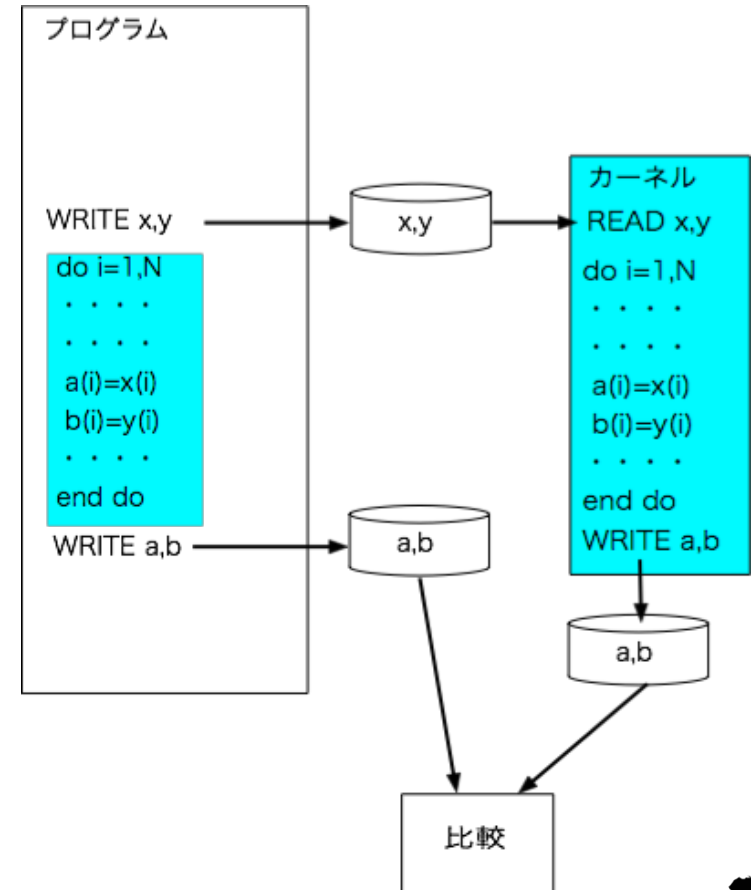 プログラム
WRITE x,y
do i=1,N
・・・・
・・・・
a(i)=x(i)
b(i)=y(i)
・・・・
end do
WRITE a,b
x,y
a,b
カーネル
READ x,y
do i=1,N
・・・・
・・・・
a(i)=x(i)
b(i)=y(i)
・・・・
end do
WRITE a,b
a,b
比較